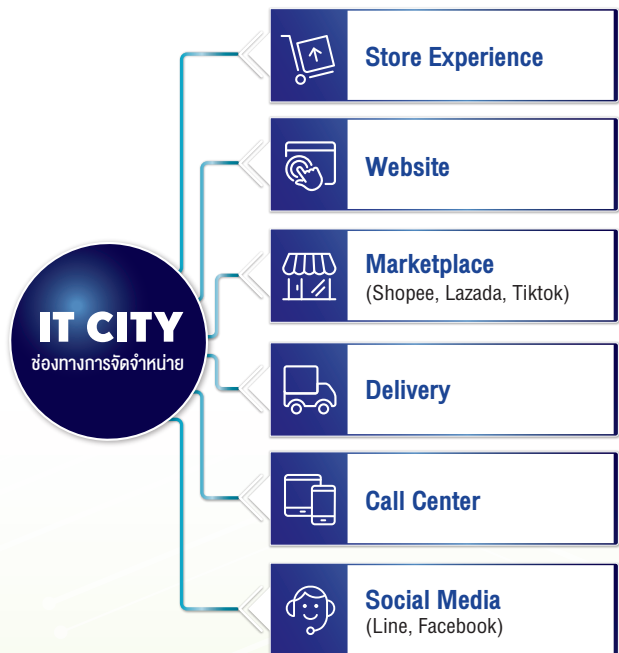 IT CITY
ช่องทางการจัดจำหน่าย
Store Experience
Website
Marketplace
(Shopee, Lazada, Tiktok)
Delivery
Call Center
Social Media
(Line, Facebook)